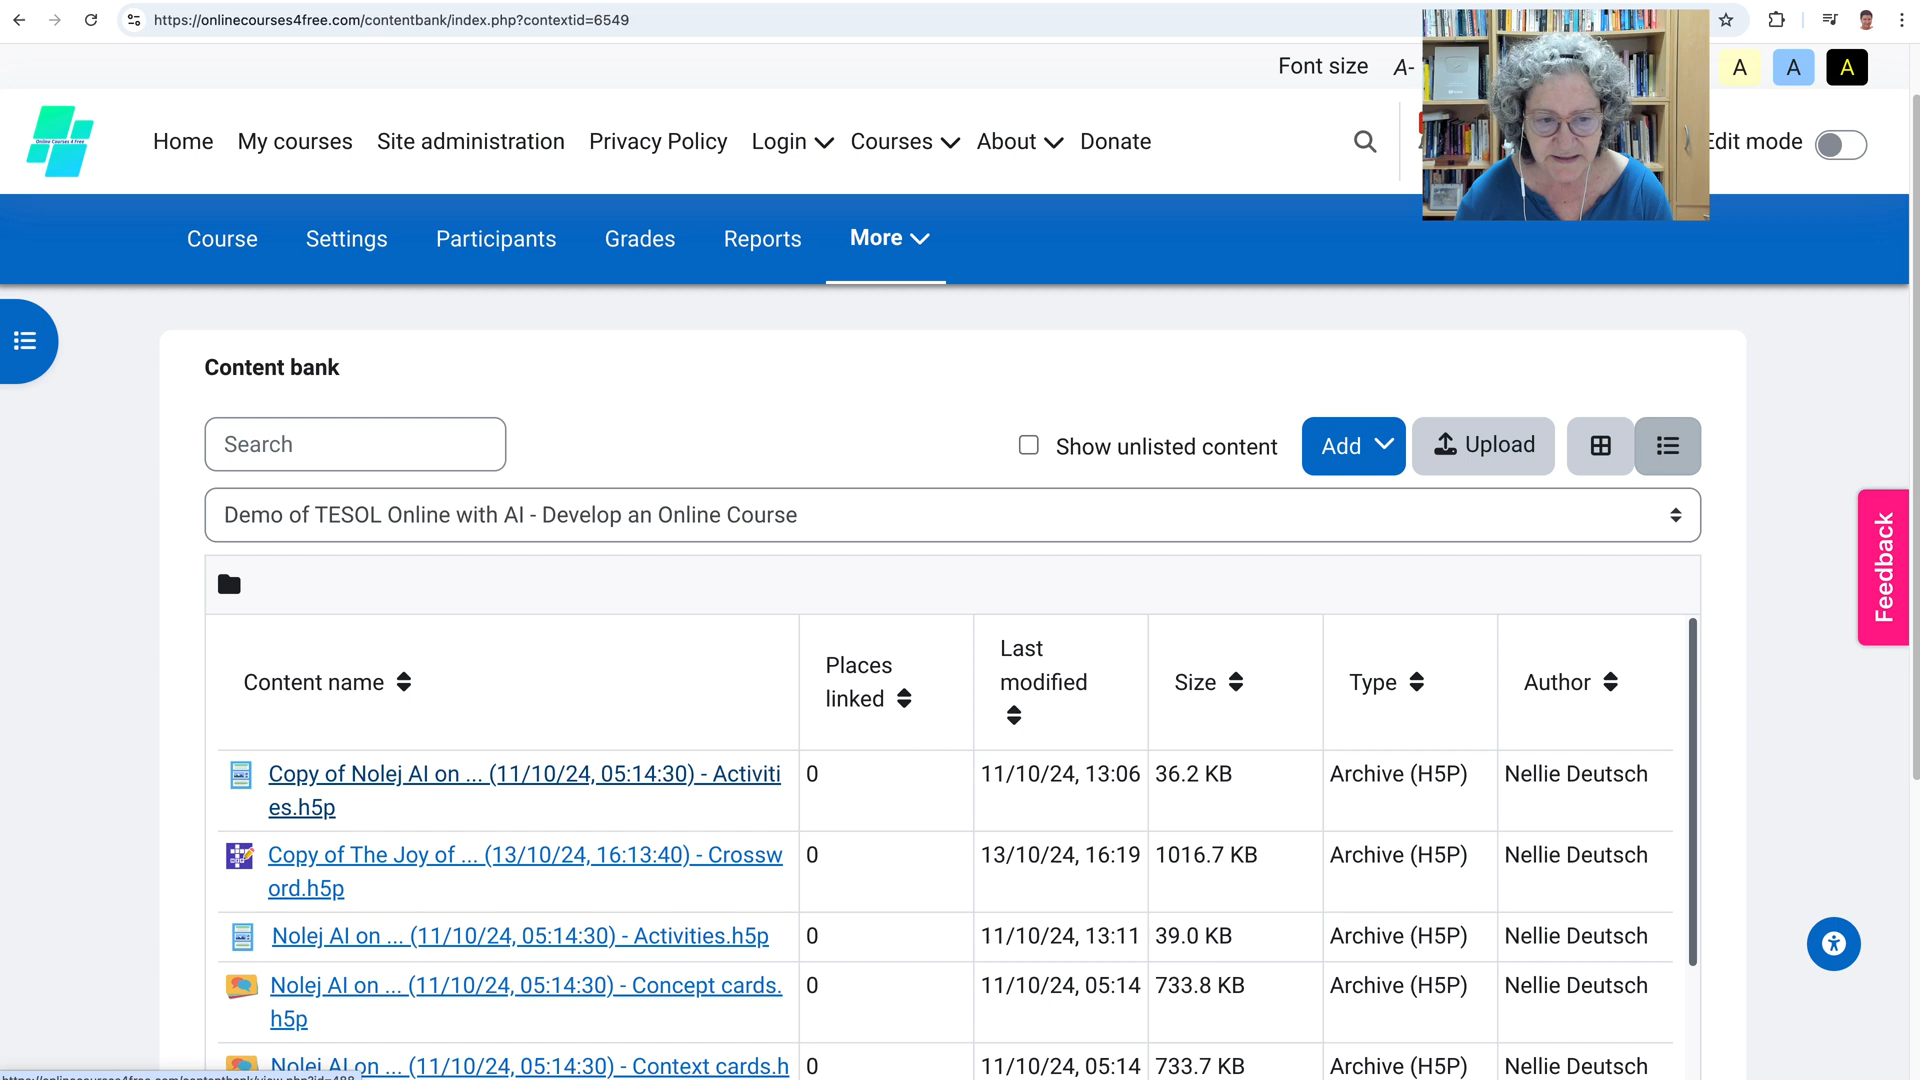 https://onlinecourses4free.com/contentbank/index.php?contextid=6549
Font size A- A A A
Online Courses 4 Free
Home My courses Site administration Privacy Policy Login Courses About Donate
Edit mode
Course Settings Participants Grades Reports More
Content bank
Search
Show unlisted content Add Upload
Demo of TESOL Online with AI - Develop an Online Course
Feedback
Content name Places linked Last modified Size Type Author
Copy of Nolej AI on ... (11/10/24, 05:14:30) - Activiti 0 11/10/24, 13:06 36.2 KB Archive (H5P) Nellie Deutsch
es.h5p
Copy of The Joy of ... (13/10/24, 16:13:40) - Crossw 0 13/10/24, 16:19 1016.7 KB Archive (H5P) Nellie Deutsch
ord.h5p
Nolej AI on ... (11/10/24, 05:14:30) - Activities.h5p 0 11/10/24, 13:11 39.0 KB Archive (H5P) Nellie Deutsch
Nolej AI on ... (11/10/24, 05:14:30) - Concept cards. 0 11/10/24, 05:14 733.8 KB Archive (H5P) Nellie Deutsch
h5p
Nolej AI on ... (11/10/24, 05:14:30) - Context cards.h 0 11/10/24, 05:14 733.7 KB Archive (H5P) Nellie Deutsch